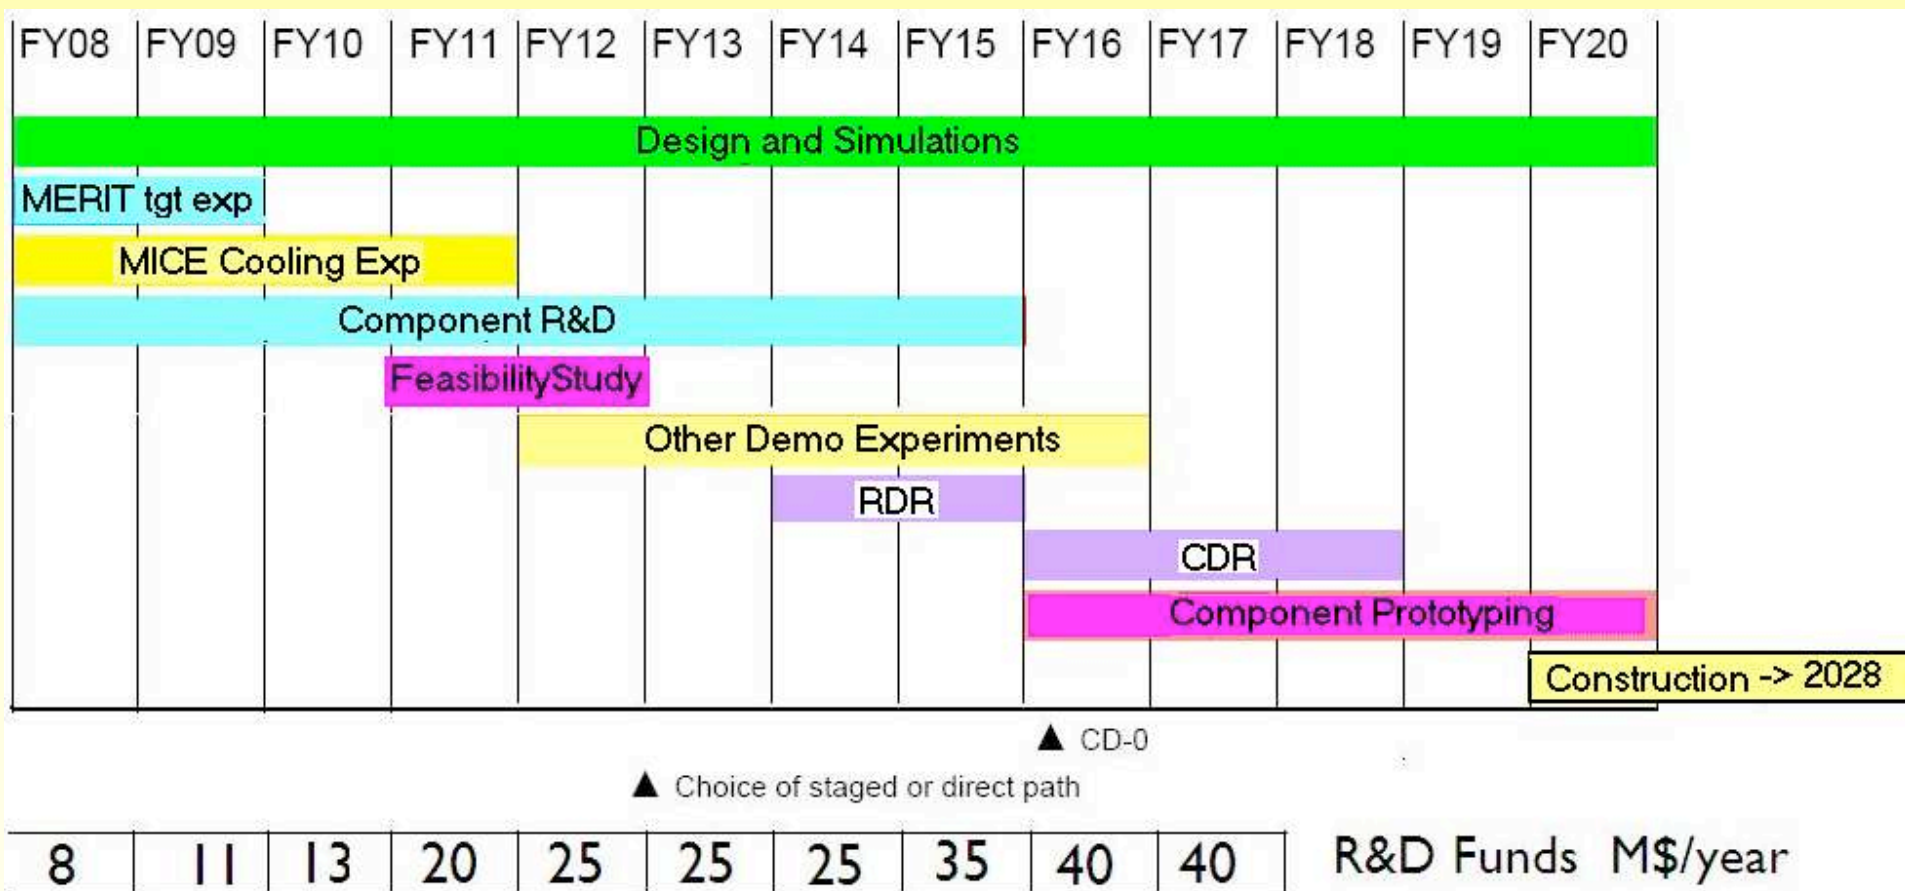 FY08 FY09 FY10 FY11 FY12 FY13 FY14 FY15 FY16 FY17 FY18 FY19 FY20
Design and Simulations
MERIT tgt exp
MICE Cooling Exp
Component R&D
FeasibilityStudy
Other Demo Experiments
RDR
CDR
Component Prototyping
Construction -> 2028
▲ CD-0
▲ Choice of staged or direct path
8 11 13 20 25 25 25 35 40 40 R&D Funds M$/year